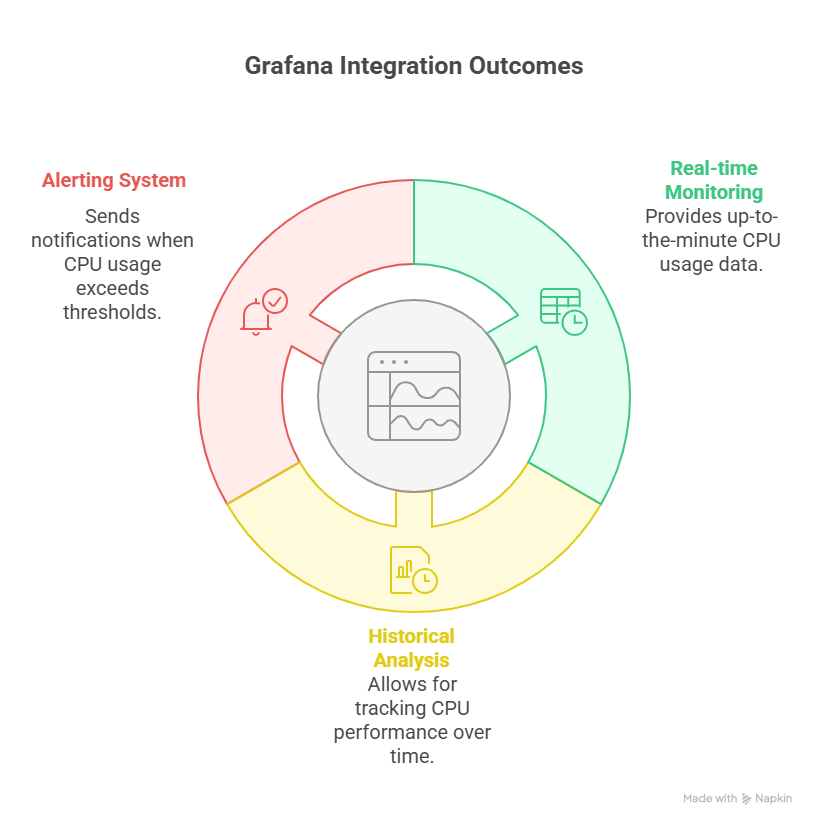 Grafana Integration Outcomes
Alerting System
Sends
notifications when
CPU usage
exceeds
thresholds.
Real-time
Monitoring
Provides up-to-
the-minute CPU
usage data.
Historical
Analysis
Allows for
tracking CPU
performance over
time.
Made with Napkin